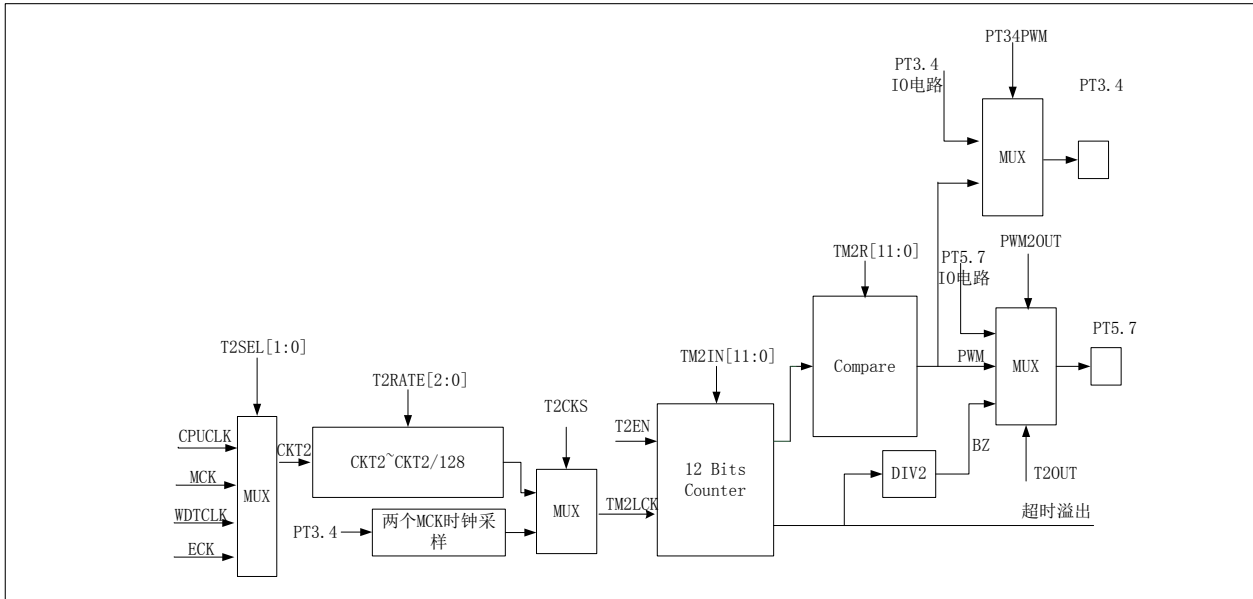 PT34PWM
PT3.4
IO电路
PT3.4
MUX
TM2R[11:0]
PWM2OUT
PT5.7
IO电路
PT5.7
T2SEL[1:0]
TM2IN[11:0]
Compare
PWM
MUX
T2RATE[2:0]
T2CKS
T2EN
CPUCLK
CKT2
CKT2~CKT2/128
BZ
MCK
MUX
12 Bits
Counter
DIV2
T2OUT
MUX
TM2LCK
WDTCLK
PT3.4
两个MCK时钟采
样
超时溢出
ECK